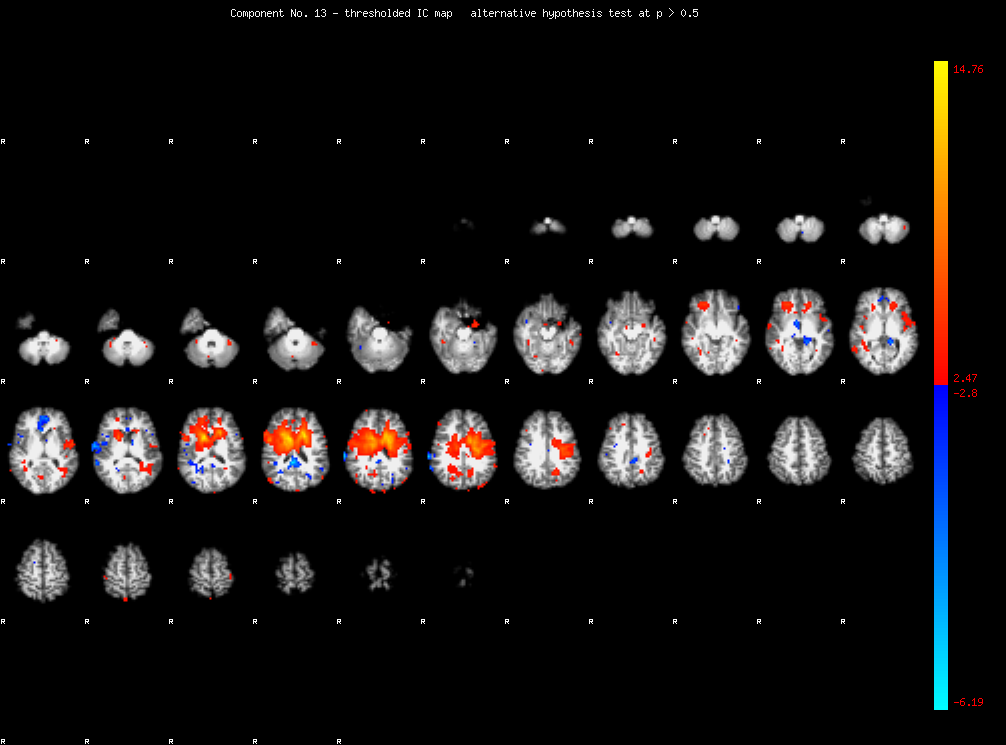 Component No. 13 - thresholded IC map   alternative hypothesis test at p > 0.5
14.76
R R R R R R R R R R R
R R R R R R R R R R R
2.47
R R R R R R R R R R R
-2.8
R R R R R R R R R R R
R R R R R R R R R R R
-6.19
R R R R R